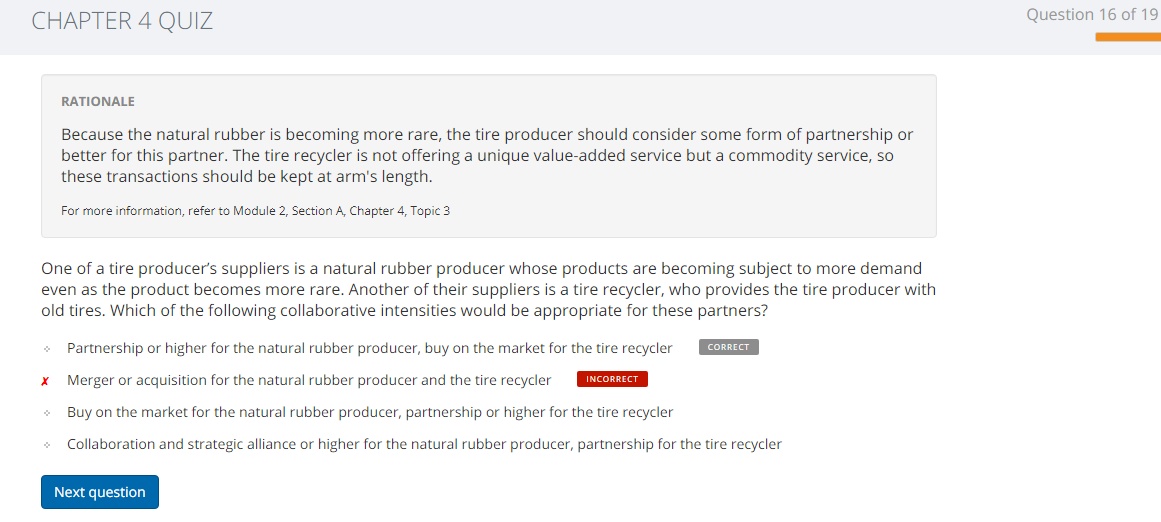 CHAPTER 4 QUIZ
Question 16 of 19
RATIONALE
Because the natural rubber is becoming more rare, the tire producer should consider some form of partnership or
better for this partner. The tire recycler is not offering a unique value-added service but a commodity service, so
these transactions should be kept at arm's length.
For more information, refer to Module 2, Section A, Chapter 4, Topic 3
One of a tire producer’s suppliers is a natural rubber producer whose products are becoming subject to more demand
even as the product becomes more rare. Another of their suppliers is a tire recycler, who provides the tire producer with
old tires. Which of the following collaborative intensities would be appropriate for these partners?
Partnership or higher for the natural rubber producer, buy on the market for the tire recycler CORRECT
✗ Merger or acquisition for the natural rubber producer and the tire recycler INCORRECT
Buy on the market for the natural rubber producer, partnership or higher for the tire recycler
Collaboration and strategic alliance or higher for the natural rubber producer, partnership for the tire recycler
Next question